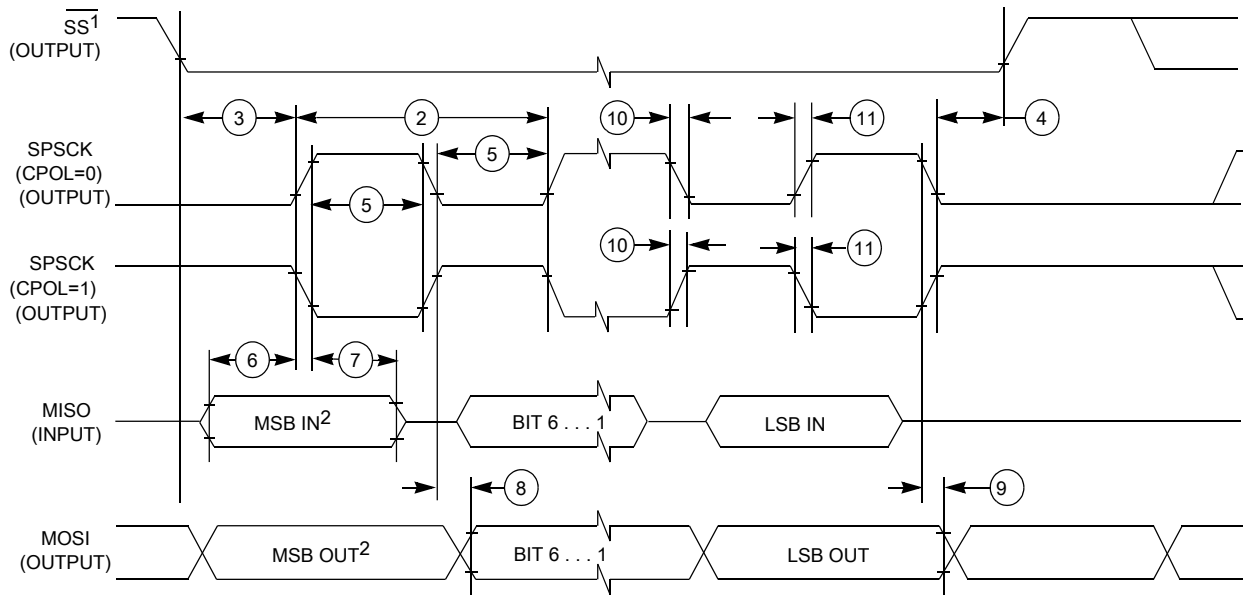 SS¹
(OUTPUT)
3
2
10
11
4
SPSCK
(CPOL=0)
(OUTPUT)
5
5
SPSCK
(CPOL=1)
(OUTPUT)
10
11
6
7
MISO
(INPUT)
MSB IN²
BIT 6 . . . 1
LSB IN
8
9
MOSI
(OUTPUT)
MSB OUT²
BIT 6 . . . 1
LSB OUT